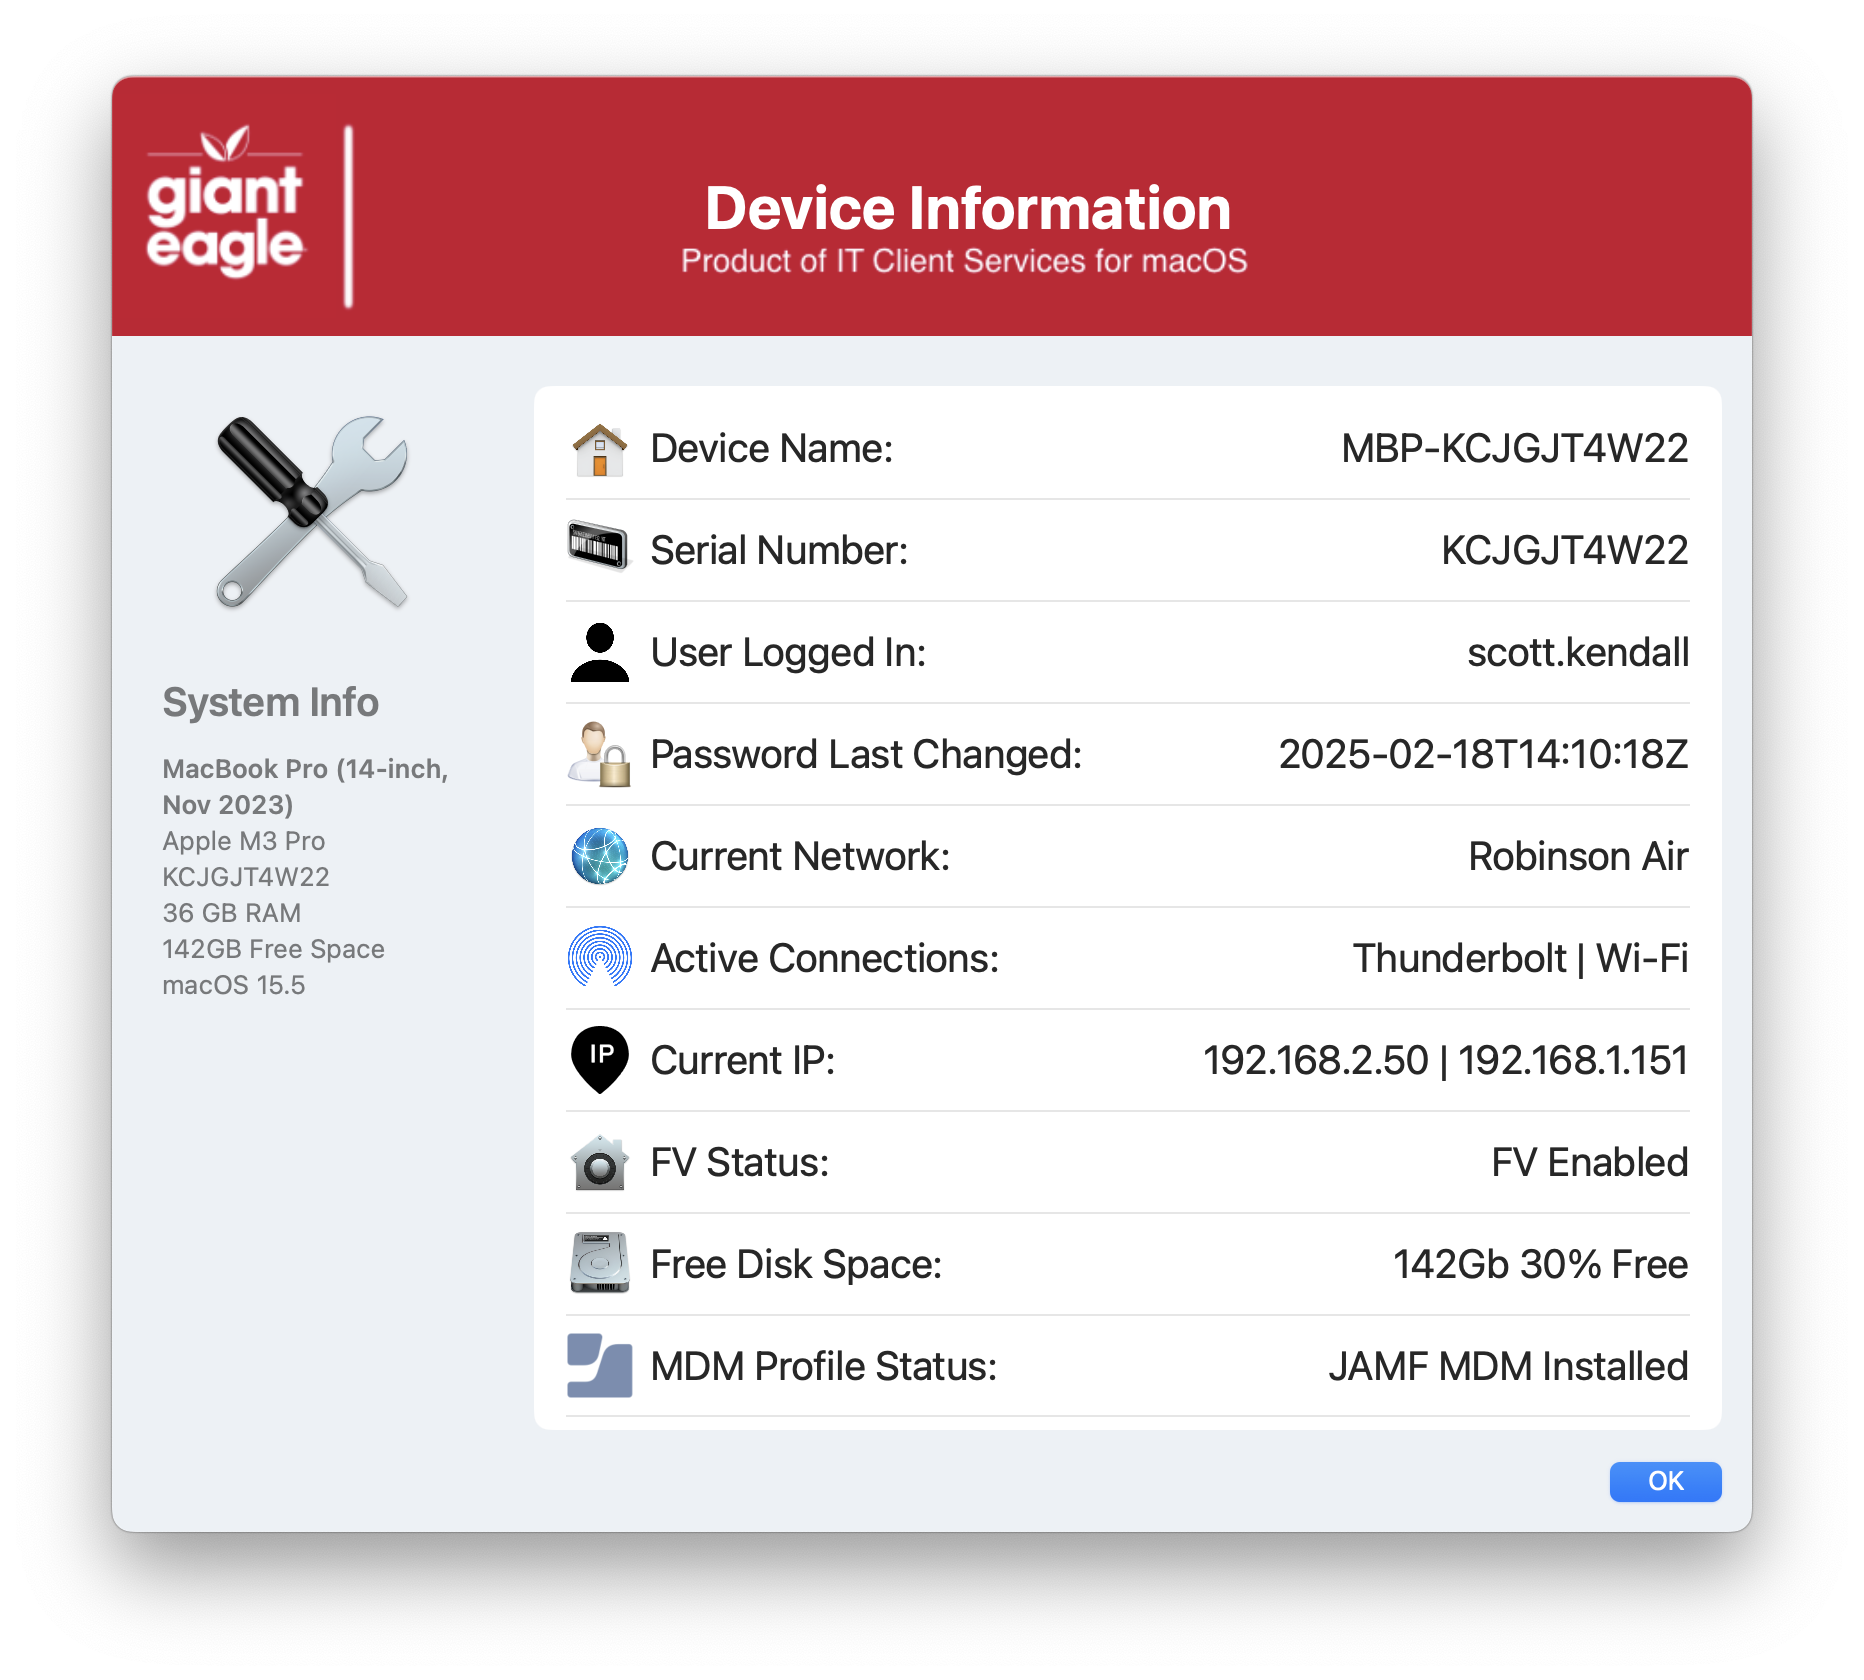 giant
eagle
Device Information
Product of IT Client Services for macOS
System Info
MacBook Pro (14-inch,
Nov 2023)
Apple M3 Pro
KCJGJT4W22
36 GB RAM
142GB Free Space
macOS 15.5
Device Name: MBP-KCJGJT4W22
Serial Number: KCJGJT4W22
User Logged In: scott.kendall
Password Last Changed: 2025-02-18T14:10:18Z
Current Network: Robinson Air
Active Connections: Thunderbolt | Wi-Fi
IP Current IP: 192.168.2.50 | 192.168.1.151
FV Status: FV Enabled
Free Disk Space: 142Gb 30% Free
MDM Profile Status: JAMF MDM Installed
OK